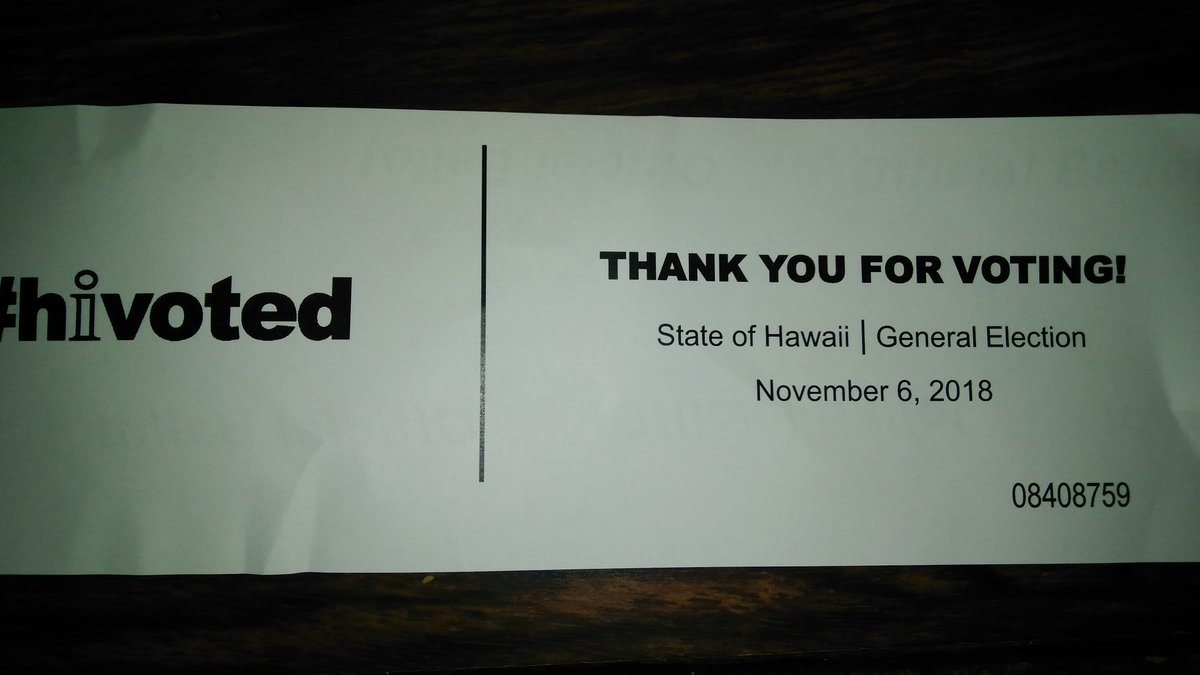 #hivoted
THANK YOU FOR VOTING!
State of Hawaii | General Election
November 6, 2018
08408759